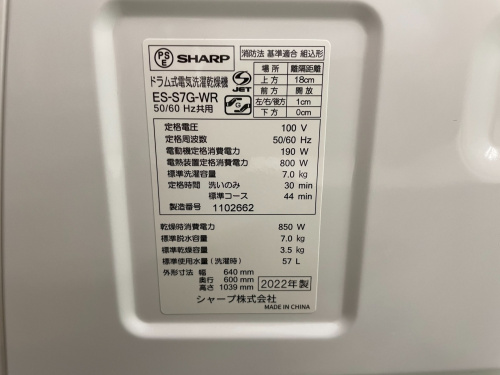 PS
E
SHARP
ドラム式電気洗濯乾燥機
ES-S7G-WR
50/60 Hz共用
S
JET
G
消防法 基準適合 組込形
場所 離隔距離
上方 18cm
前方 開放
左/右/後方 1cm
下方 0cm
定格電圧 100 V
定格周波数 50/60 Hz
電動機定格消費電力 190 W
電熱装置定格消費電力 800 W
標準洗濯容量 7.0 kg
定格時間 洗いのみ 30 min
標準コース 44 min
製造番号 1102662
乾燥時消費電力 850 W
標準脱水容量 7.0 kg
標準乾燥容量 3.5 kg
標準使用水量(洗濯時) 57 L
外形寸法 幅 640 mm
奥行 600 mm
高さ 1039 mm
2022年製
シャープ株式会社
MADE IN CHINA